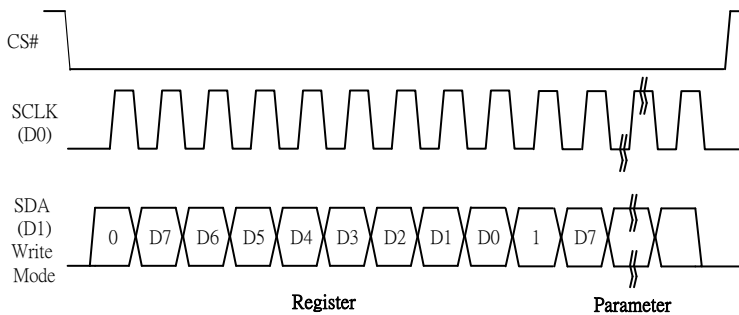 CS#
SCLK
(D0)
SDA
(D1)
Write
Mode
0 D7 D6 D5 D4 D3 D2 D1 D0 1 D7
Register Parameter